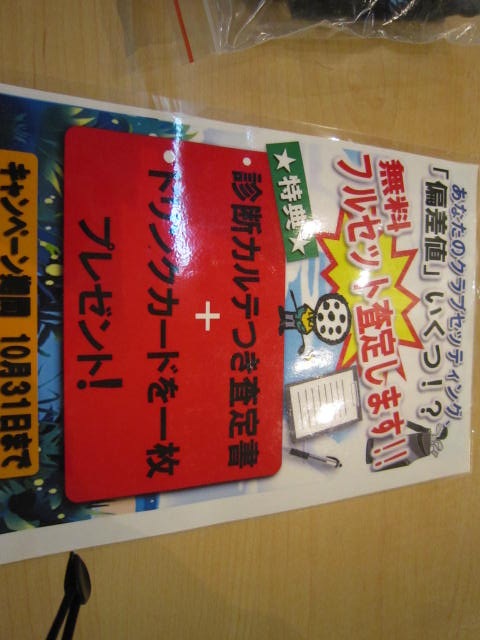 あなたのクラブセッティング、
「偏差値」いくつ!?
無料
フルセット査定します!!
★特典★
・診断カルテつき査定書
+
・ドリンクカードを一枚
プレゼント!
キャンペーン期間 10月31日まで